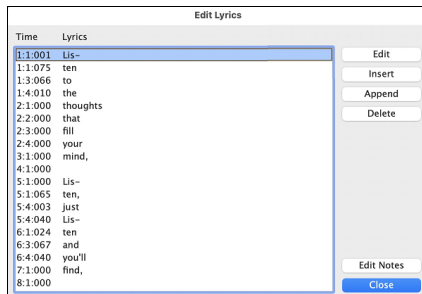 Edit Lyrics
Time Lyrics
1:1:001 Lis-
1:1:075 ten
1:3:066 to
1:4:010 the
2:1:000 thoughts
2:2:000 that
2:3:000 fill
2:4:000 your
3:1:000 mind,
4:1:000
5:1:000 Lis-
5:1:065 ten,
5:4:003 just
5:4:040 Lis-
6:1:024 ten
6:3:067 and
6:4:040 you'll
7:1:000 find,
8:1:000
Edit
Insert
Append
Delete
Edit Notes
Close